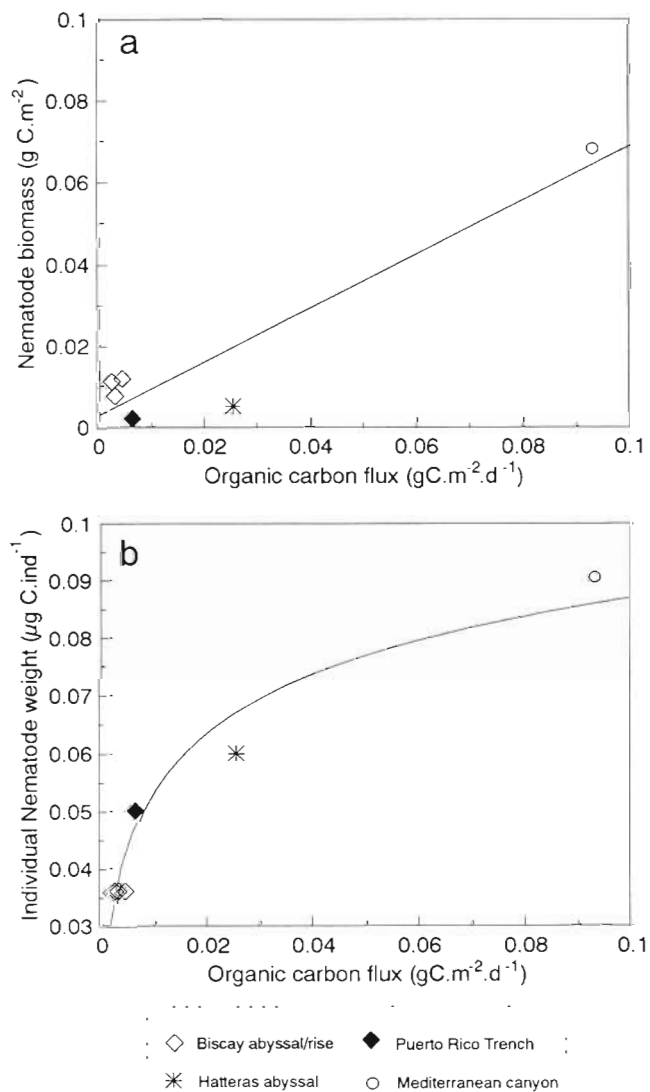 a
0.1
0.08
0.06
0.04
0.02
0
Nematode biomass (g C.m⁻²)
0 0.02 0.04 0.06 0.08 0.1
Organic carbon flux (gC.m⁻².d⁻¹)
b
0.1
0.09
0.08
0.07
0.06
0.05
0.04
0.03
Individual Nematode weight (µg C.ind⁻¹)
0 0.02 0.04 0.06 0.08 0.1
Organic carbon flux (gC.m⁻².d⁻¹)
Biscay abyssal/rise Puerto Rico Trench
Hatteras abyssal Mediterranean canyon